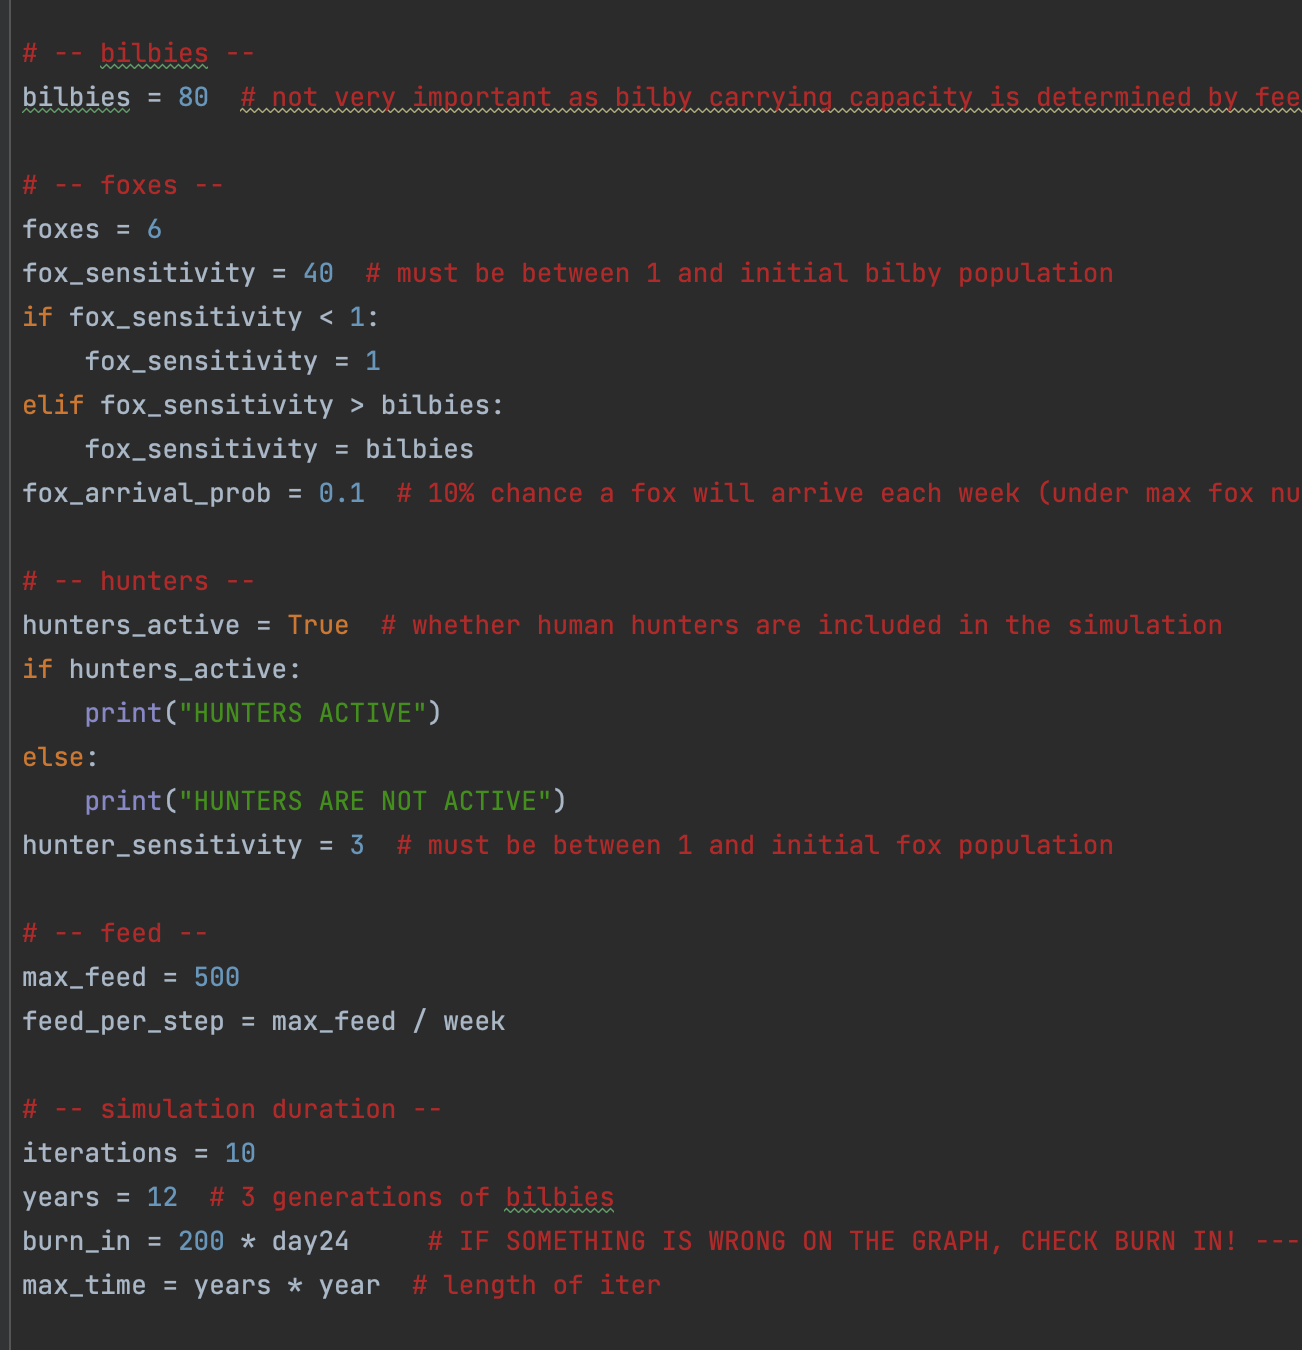 # -- bilbies --
bilbies = 80  # not very important as bilby carrying capacity is determined by
# -- foxes --
foxes = 6
fox_sensitivity = 40  # must be between 1 and initial bilby population
if fox_sensitivity < 1:
    fox_sensitivity = 1
elif fox_sensitivity > bilbies:
    fox_sensitivity = bilbies
fox_arrival_prob = 0.1  # 10% chance a fox will arrive each week (under max fox
# -- hunters --
hunters_active = True  # whether human hunters are included in the simulation
if hunters_active:
    print("HUNTERS ACTIVE")
else:
    print("HUNTERS ARE NOT ACTIVE")
hunter_sensitivity = 3  # must be between 1 and initial fox population
# -- feed --
max_feed = 500
feed_per_step = max_feed / week
# -- simulation duration --
iterations = 10
years = 12  # 3 generations of bilbies
burn_in = 200 * day24     # IF SOMETHING IS WRONG ON THE GRAPH, CHECK BURN IN! ---
max_time = years * year  # length of iter